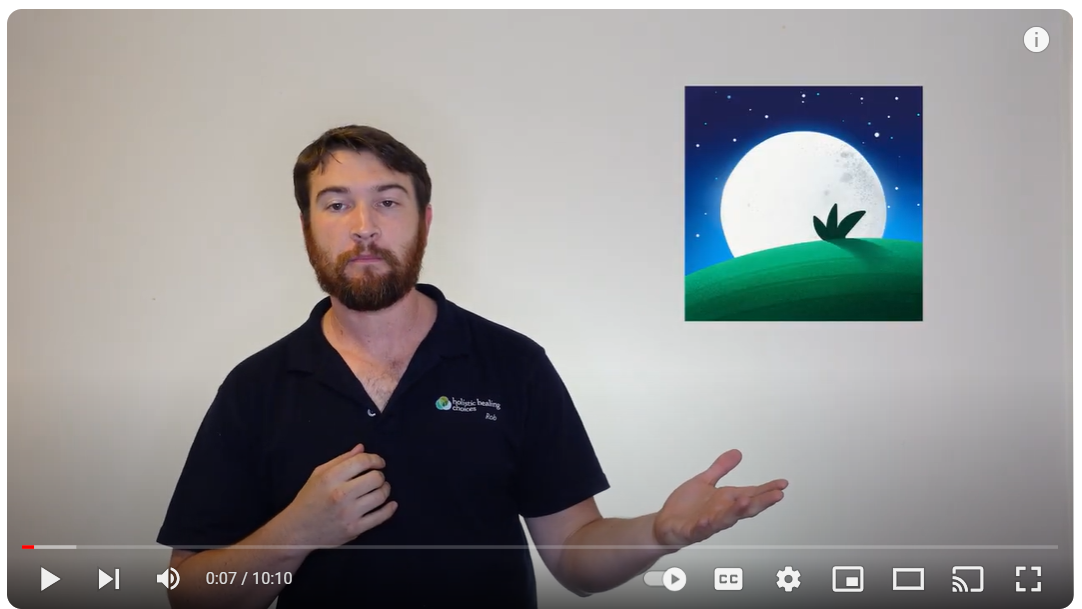 holistic healing
choices
Rob
0:07 / 10:10
CC
i